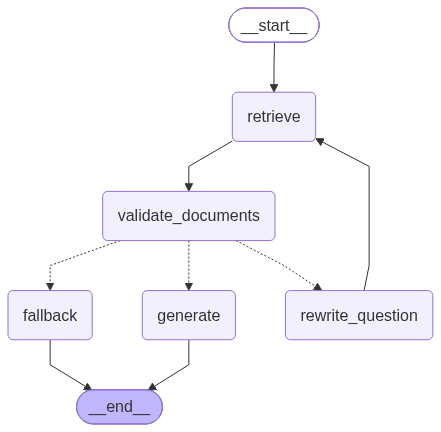 __start__
retrieve
validate_documents
fallback
generate
rewrite_question
__end__